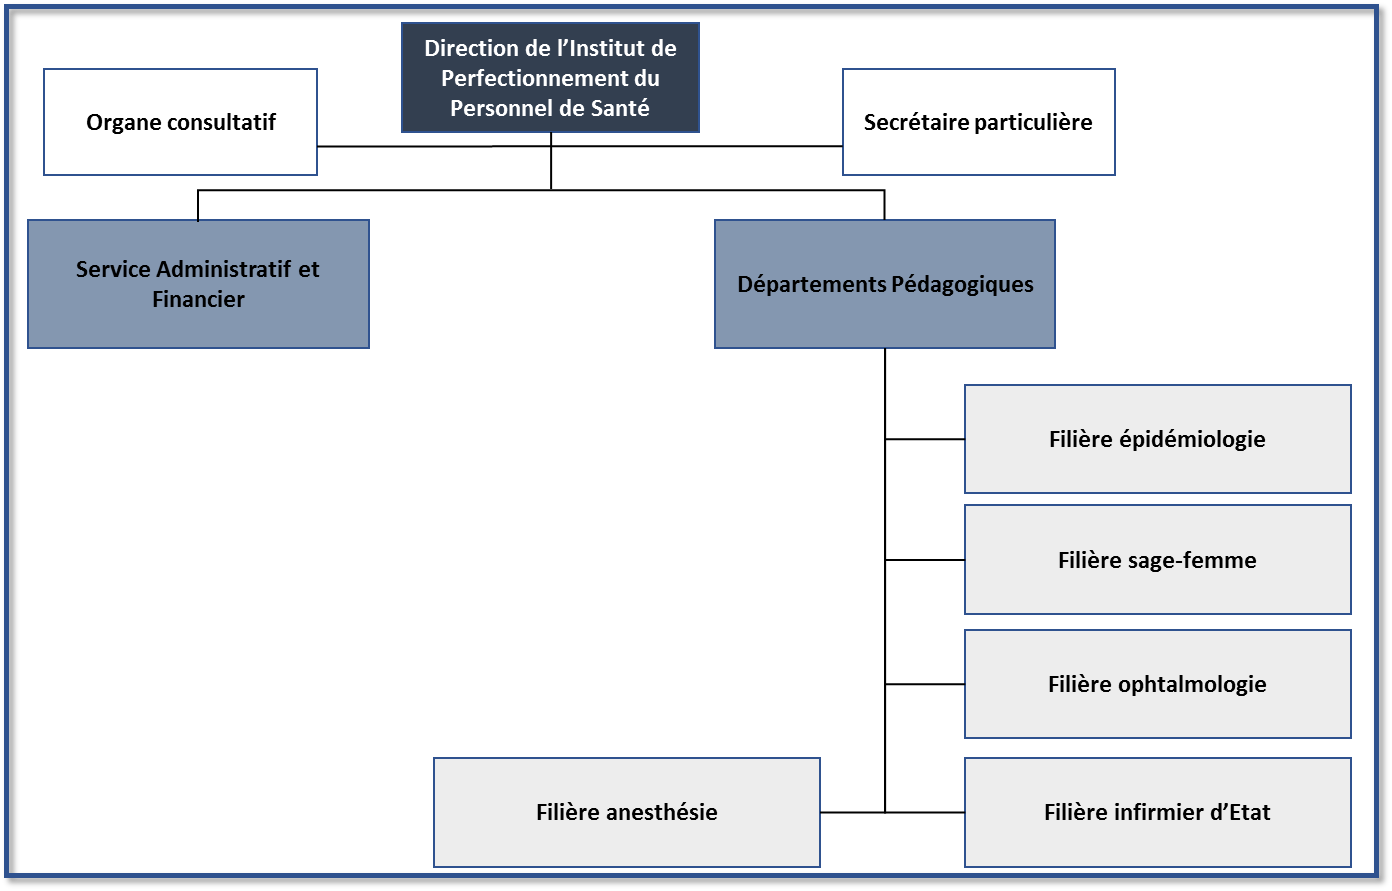 Direction de l’Institut de
Perfectionnement du
Personnel de Santé
Organe consultatif
Secrétaire particulière
Service Administratif et
Financier
Départements Pédagogiques
Filière épidémiologie
Filière sage-femme
Filière ophtalmologie
Filière anesthésie
Filière infirmier d’Etat